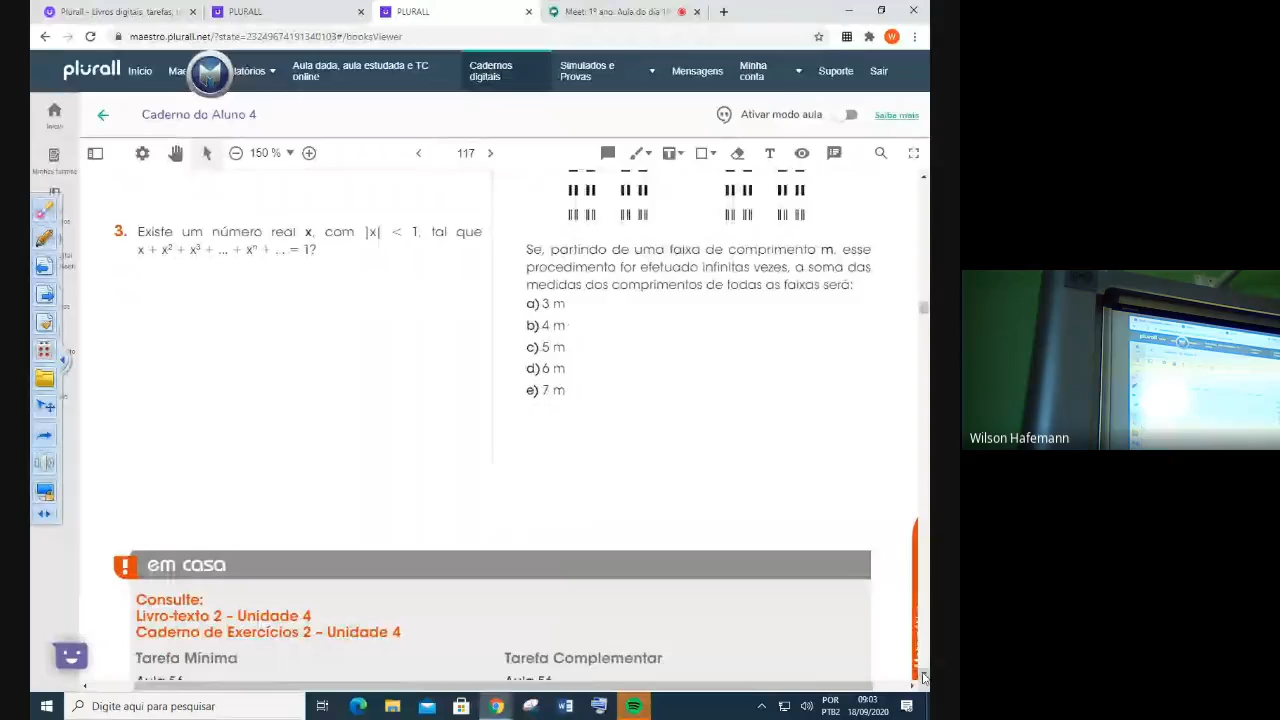 Plurall - Livros digitais, tarefas, tr
PLURALL
PLURALL
Meet: 1º ano: Aula do dia 18
maestro.plurall.net/?state=23249674191340103#/booksViewer
plurall
Início
Aula dada, aula estudada e TC online
Cadernos digitais
Simulados e Provas
Mensagens
Minha conta
Suporte
Sair
Caderno do Aluno 4
Ativar modo aula
Saiba mais
150 %
117
3. Existe um número real x, com |x| < 1, tal que
x + x² + x³ + ... + xⁿ + ... = 1?
Se, partindo de uma faixa de comprimento m, esse
procedimento for efetuado infinitas vezes, a soma das
medidas dos comprimentos de todas as faixas será:
a) 3 m
b) 4 m
c) 5 m
d) 6 m
e) 7 m
! em casa
Consulte:
Livro-texto 2 – Unidade 4
Caderno de Exercícios 2 – Unidade 4
Tarefa Mínima
Tarefa Complementar
Aula 56
Aula 56
Wilson Hafemann
Digite aqui para pesquisar
POR
PTB2
09:03
18/09/2020